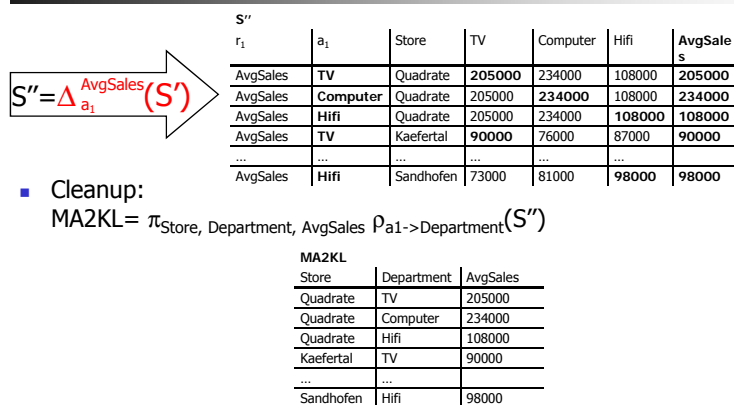 S''
r1 a1 Store TV Computer Hifi AvgSale
s
AvgSales TV Quadrate 205000 234000 108000 205000
AvgSales Computer Quadrate 205000 234000 108000 234000
AvgSales Hifi Quadrate 205000 234000 108000 108000
AvgSales TV Kaefertal 90000 76000 87000 90000
... ... ... ... ... ...
AvgSales Hifi Sandhofen 73000 81000 98000 98000
S''=Δ a1 AvgSales(S')
▪ Cleanup:
MA2KL= πStore, Department, AvgSales ρa1->Department(S'')
MA2KL
Store Department AvgSales
Quadrate TV 205000
Quadrate Computer 234000
Quadrate Hifi 108000
Kaefertal TV 90000
... ...
Sandhofen Hifi 98000